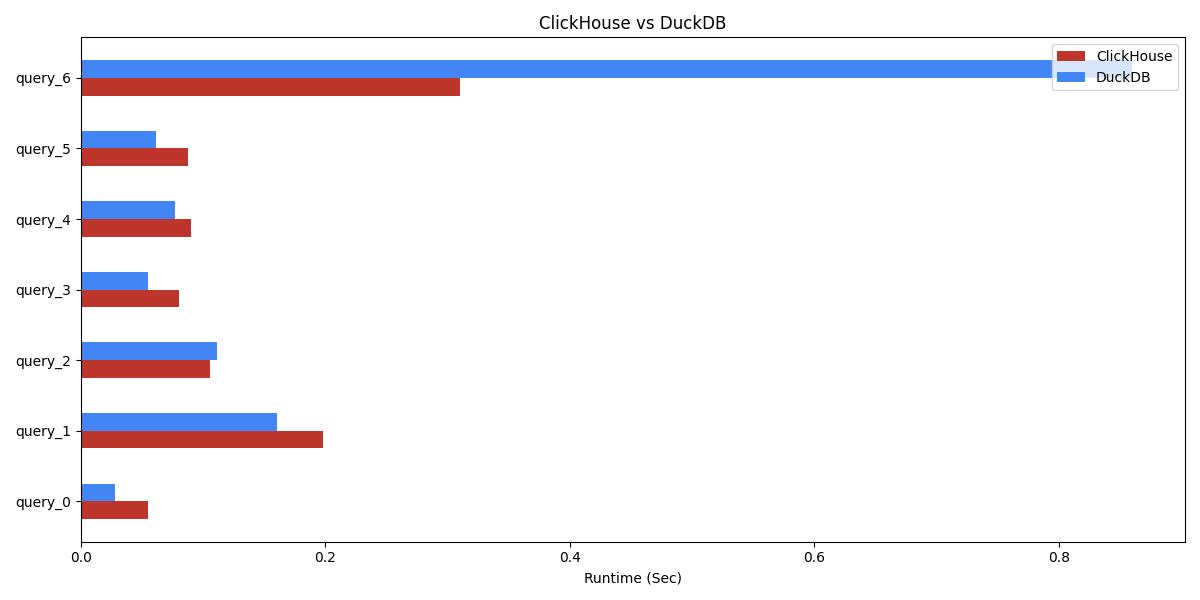 ClickHouse vs DuckDB
ClickHouse
DuckDB
query_6
query_5
query_4
query_3
query_2
query_1
query_0
0.0 0.2 0.4 0.6 0.8
Runtime (Sec)